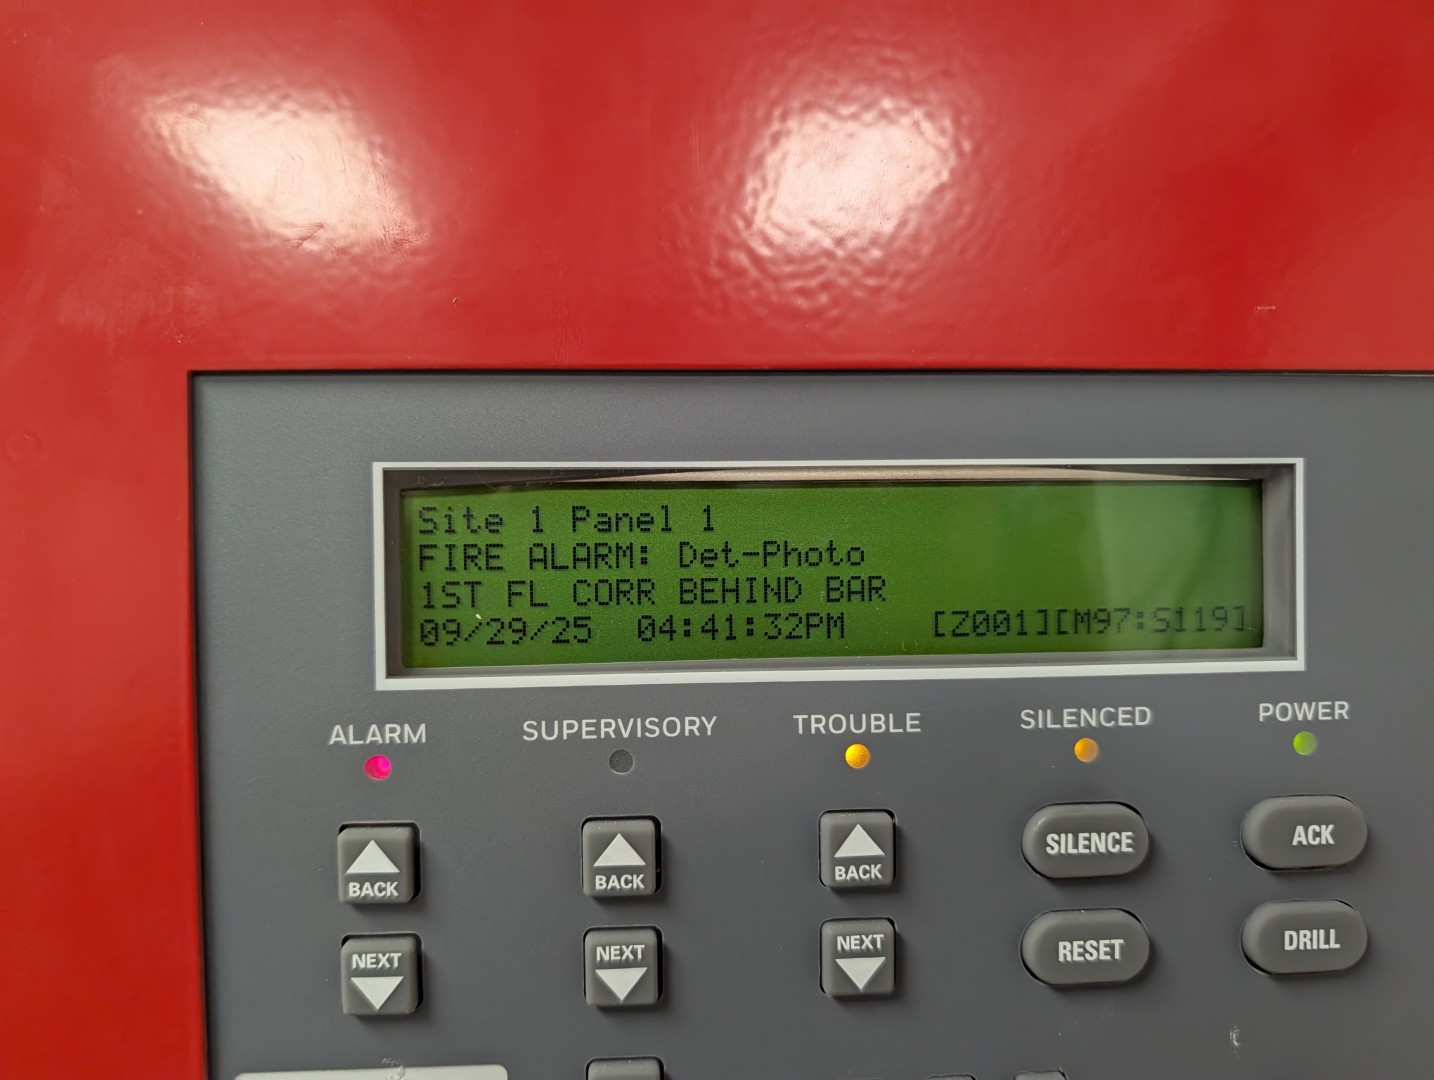 Site 1 Panel 1
FIRE ALARM: Det-Photo
1ST FL CORR BEHIND BAR
09/29/25 04:41:32PM [Z001][M97:S119]
ALARM SUPERVISORY TROUBLE SILENCED POWER
BACK BACK BACK SILENCE ACK
NEXT NEXT NEXT RESET DRILL